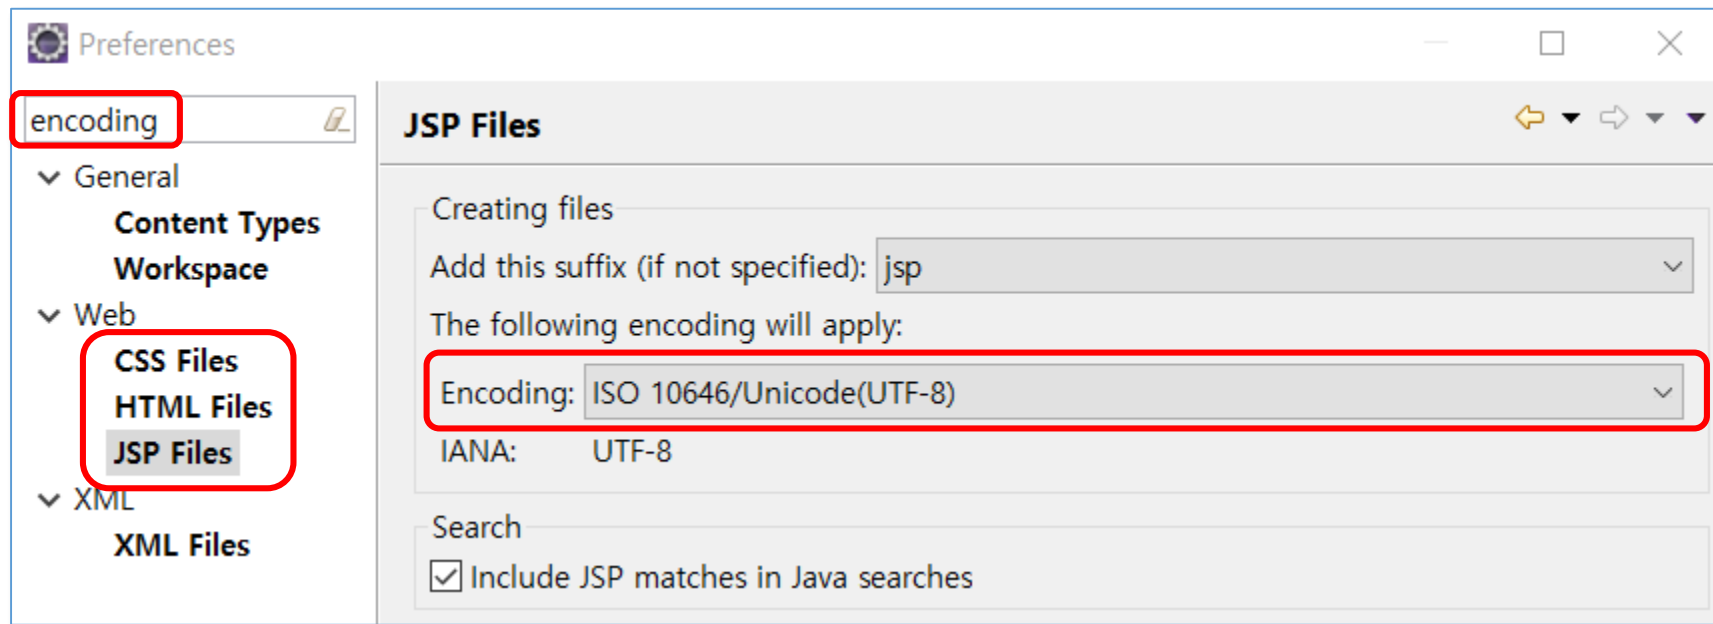 Preferences
encoding
General
Content Types
Workspace
Web
CSS Files
HTML Files
JSP Files
XML
XML Files
JSP Files
Creating files
Add this suffix (if not specified): jsp
The following encoding will apply:
Encoding: ISO 10646/Unicode(UTF-8)
IANA: UTF-8
Search
Include JSP matches in Java searches